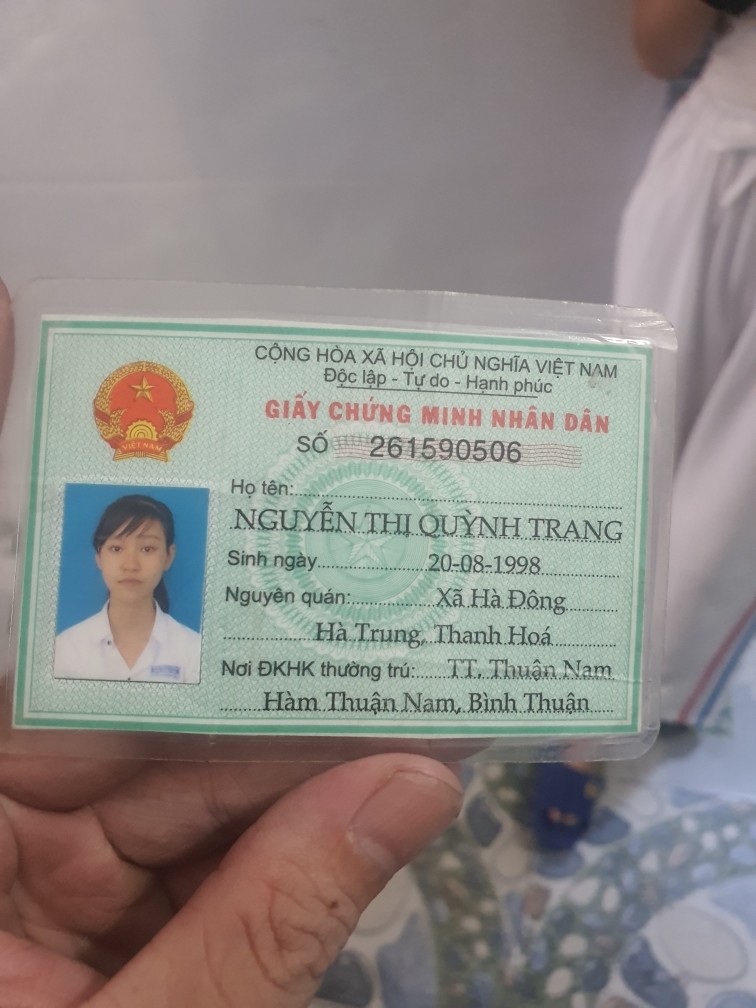 CỘNG HÒA XÃ HỘI CHỦ NGHĨA VIỆT NAM
Độc lập - Tự do - Hạnh phúc
GIẤY CHỨNG MINH NHÂN DÂN
SỐ 261590506
VIỆT NAM
Họ tên:
NGUYỄN THỊ QUỲNH TRANG
Sinh ngày 20-08-1998
Nguyên quán: Xã Hà Đông
Hà Trung, Thanh Hoá
Nơi ĐKHK thường trú: TT. Thuận Nam
Hàm Thuận Nam, Bình Thuận